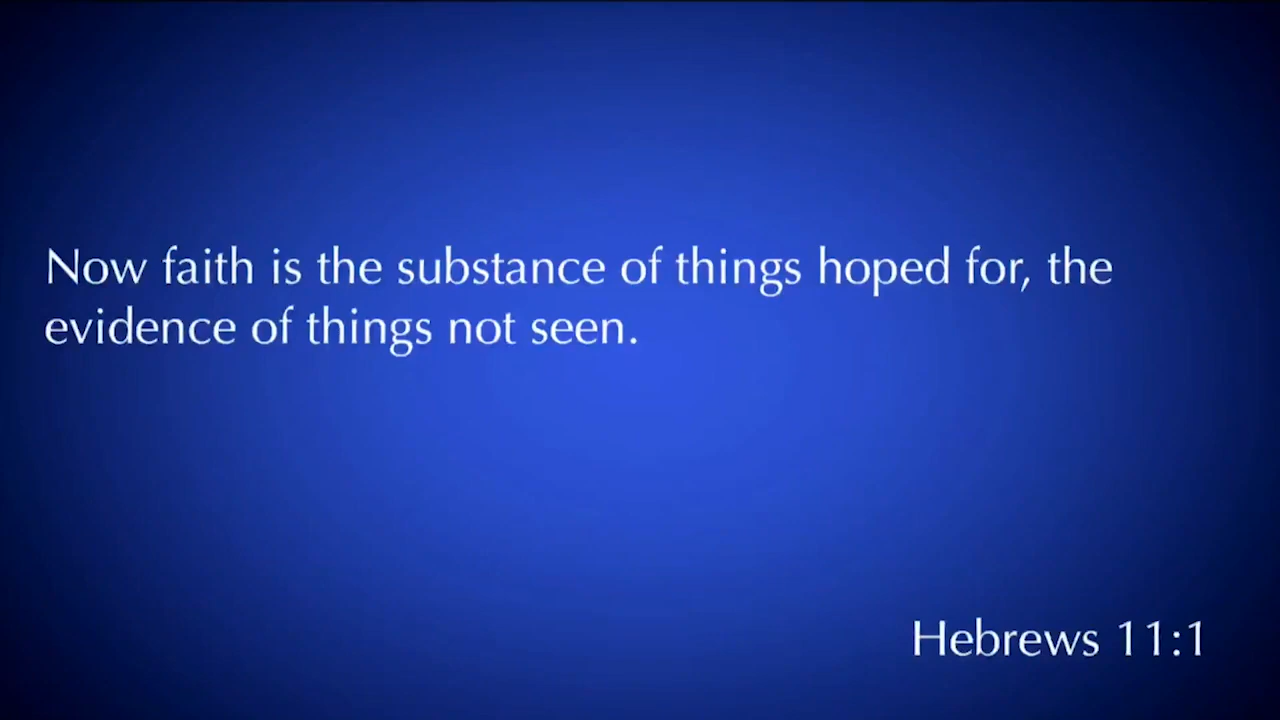 Now faith is the substance of things hoped for, the
evidence of things not seen.
Hebrews 11:1